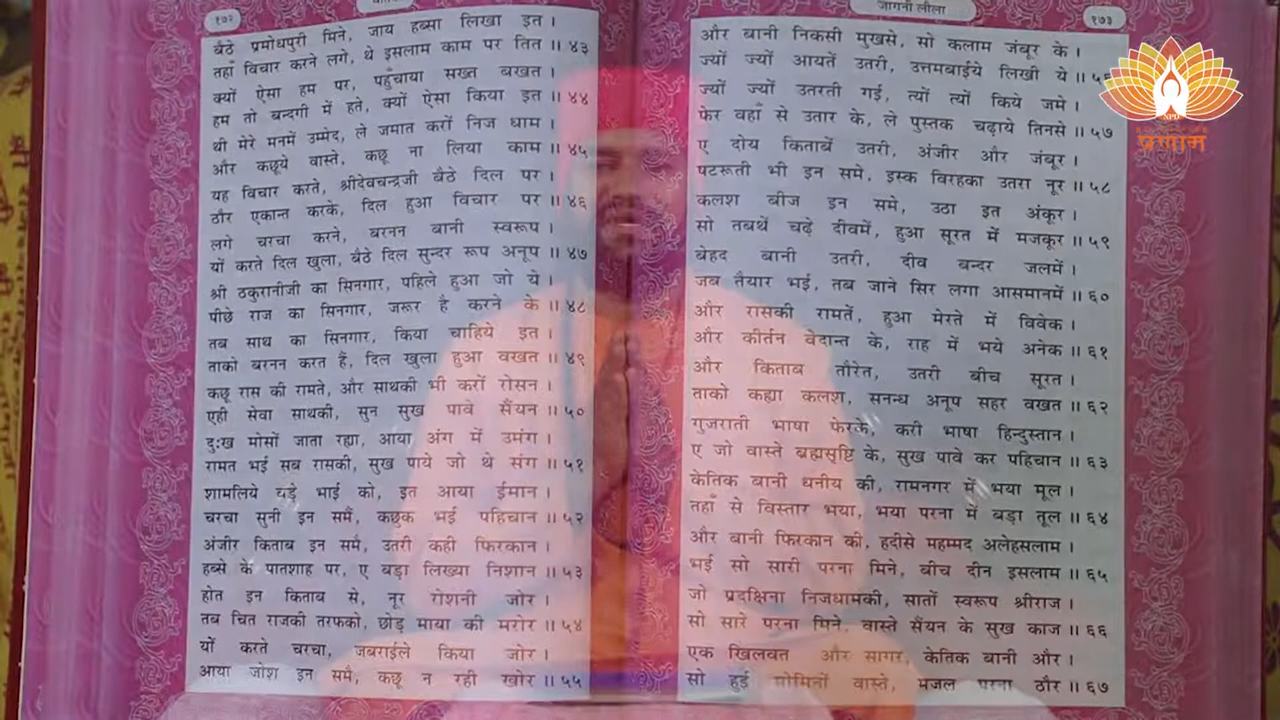 १७२
बैठे प्रमोधपुरी मिने, जाय हब्सा लिखा इत ।
तहाँ विचार करने लगे, थे इसलाम काम पर तित ॥ ४३
क्यों ऐसा हम पर, पहुँचाया सख्त बखत ।
हम तो बन्दगी में हते, क्यों ऐसा किया इत ॥ ४४
थी मेरे मनमें उम्मेद, ले जमात करों निज धाम ।
और कछूये वास्ते, कछू ना लिया काम ॥ ४५
यह विचार करते, श्रीदेवचन्द्रजी बैठे दिल पर ।
ठौर एकान्त करके, दिल हुआ विचार पर ॥ ४६
लगे चरचा करने, बरनन बानी स्वरूप ।
यों करते दिल खुला, बैठे दिल सुन्दर रूप अनूप ॥ ४७
श्री ठकुरानीजी का सिनगार, पहिले हुआ जो ये ।
पीछे राज का सिनगार, जरूर है करने के ॥ ४८
तब साथ का सिनगार, किया चाहिये इत ।
ताको बरनन करत हैं, दिल खुला हुआ वखत ॥ ४९
कछू रास की रामते, और साथकी भी करों रोसन ।
एही सेवा साथकी, सुन सुख पावे सैंयन ॥ ५०
दुःख मोसों जाता रह्या, आया अंग में उमंग ।
रामत भई सब रासकी, सुख पाये जो थे संग ॥ ५१
शामलिये चड़े भाई को, इत आया ईमान ।
चरचा सुनी इन समैं, कछुक भई पहिचान ॥ ५२
अंजीर किताब इन समै, उतरी कही फिरकान ।
हब्से के पातशाह पर, ए बड़ा लिख्या निशान ॥ ५३
होत इन किताब से, नूर रोशनी जोर ।
तब चित राजकी तरफको, छोड़ माया की मरोर ॥ ५४
यों करते चरचा, जबराईले किया जोर ।
आया जोश इन समै, कछू न रही खोर ॥ ५५
जागनी लीला
१७३
और बानी निकसी मुखसे, सो कलाम जंबूर के ।
ज्यों ज्यों आयतें उतरी, उत्तमबाईये लिखी ये ॥
ज्यों ज्यों उतरती गई, त्यों त्यों किये जमे ।
फेर वहाँ से उतार के, ले पुस्तक चढ़ाये तिनसे ॥ ५७
ए दोय किताबें उतरी, अंजीर और जंबूर ।
पटरूती भी इन समे, इस्क विरहका उतरा नूर ॥ ५८
कलश बीज इन समे, उठा इत अंकूर ।
सो तबथें चढ़े दीवमें, हुआ सूरत में मजकूर ॥ ५९
बेहद बानी उतरी, दीव बन्दर जलमें ।
जब तैयार भई, तब जाने सिर लगा आसमानमें ॥ ६०
और रासकी रामतें, हुआ मेरते में विवेक ।
और कीर्तन वेदान्त के, राह में भये अनेक ॥ ६१
और किताब तौरेत, उतरी बीच सूरत ।
ताको कह्या कलश, सनन्ध अनूप सहर वखत ॥ ६२
गुजराती भाषा फेरके, करी भाषा हिन्दुस्तान ।
ए जो वास्ते ब्रह्मसृष्टि के, सुख पावे कर पहिचान ॥ ६३
केतिक बानी धनीय की, रामनगर में भया मूल ।
तहाँ से विस्तार भया, भया परना में बड़ा तूल ॥ ६४
और बानी फिरकान की, हदीसे महम्मद अलेहसलाम ।
भई सो सारी परना मिने, बीच दीन इसलाम ॥ ६५
जो प्रदक्षिना निजधामकी, सातों स्वरूप श्रीराज ।
सो सारे परना मिने, वास्ते सैंयन के सुख काज ॥ ६६
एक खिलवत और सागर, केतिक बानी और ।
सो हुई मोमिनों वास्ते, मजल परना ठौर ॥ ६७
NPD
प्रणाम